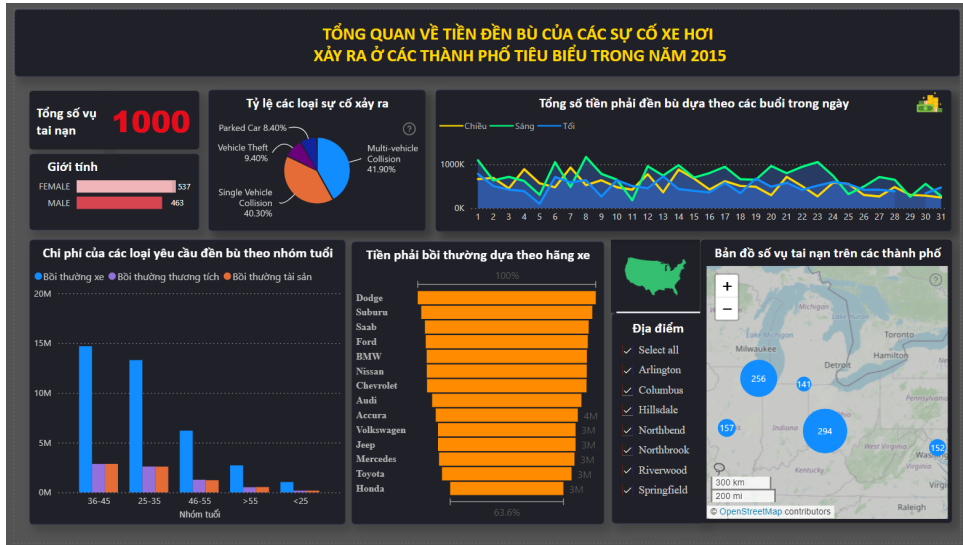 TỔNG QUAN VỀ TIỀN ĐỀN BÙ CỦA CÁC SỰ CỐ XE HƠI
XẢY RA Ở CÁC THÀNH PHỐ TIÊU BIỂU TRONG NĂM 2015
Tổng số vụ
tai nạn
1000
Giới tính
FEMALE 537
MALE 463
Tỷ lệ các loại sự cố xảy ra
Parked Car 8.40%
Vehicle Theft
9.40%
Single Vehicle
Collision
40.30%
Multi-vehicle
Collision
41.90%
Tổng số tiền phải đền bù dựa theo các buổi trong ngày
Chiều Sáng Tối
1000K
0K
1 2 3 4 5 6 7 8 9 10 11 12 13 14 15 16 17 18 19 20 21 22 23 24 25 26 27 28 29 30 31
Chi phí của các loại yêu cầu đền bù theo nhóm tuổi
Bồi thường xe Bồi thường thương tích Bồi thường tài sản
20M
15M
10M
5M
0M
36-45 25-35 46-55 >55 <25
Nhóm tuổi
Tiền phải bồi thường dựa theo hãng xe
100%
Dodge
Suburu
Saab
Ford
BMW
Nissan
Chevrolet
Audi
Accura 4M
Volkswagen 3M
Jeep 3M
Mercedes 3M
Toyota 3M
Honda 3M
63.6%
Địa điểm
Select all
Arlington
Columbus
Hillsdale
Northbend
Northbrook
Riverwood
Springfield
Bản đồ số vụ tai nạn trên các thành phố
+
−
Lake Huron
Michigan
Lake Michigan
Toronto
Milwaukee
Hamilton
Detroit
256
141
Pennsylvania
157
Indiana
294
Ohio
152
West Virginia
Kentucky
Virginia
300 km
200 mi
Raleigh
© OpenStreetMap contributors